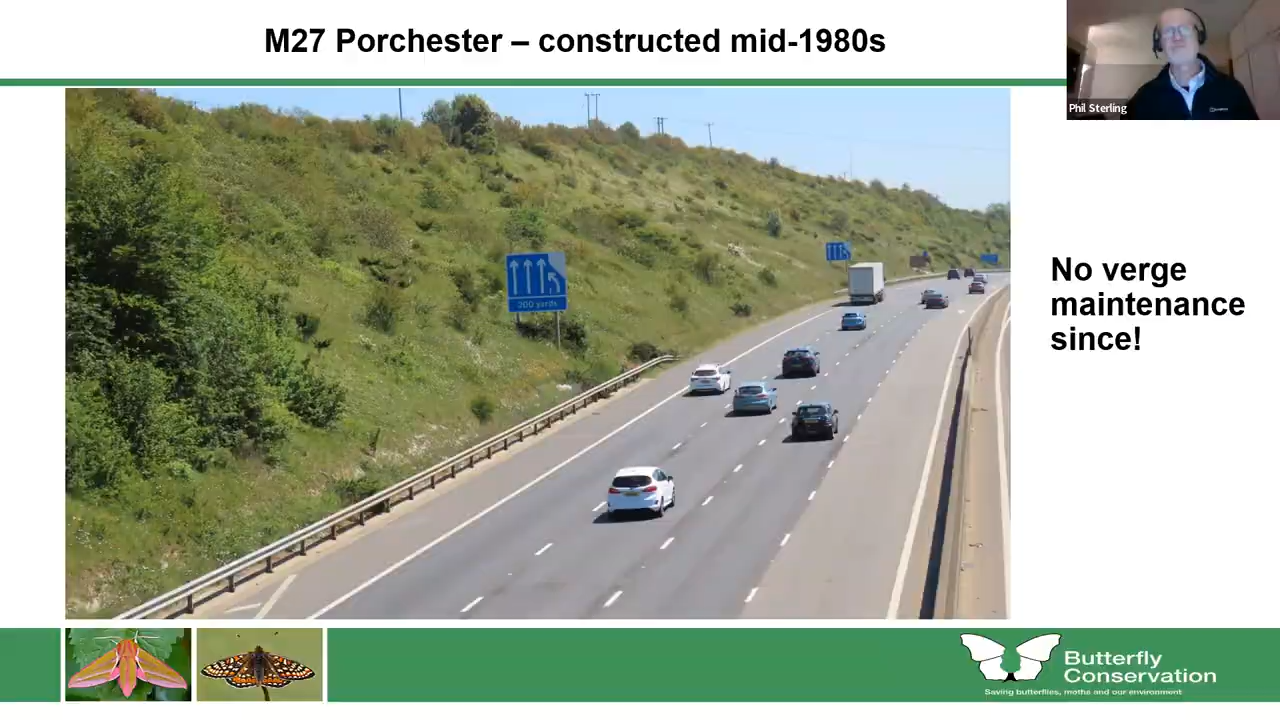 M27 Porchester – constructed mid-1980s
Phil Sterling
200 yards
No verge
maintenance
since!
Butterfly
Conservation
Saving butterflies, moths and our environment